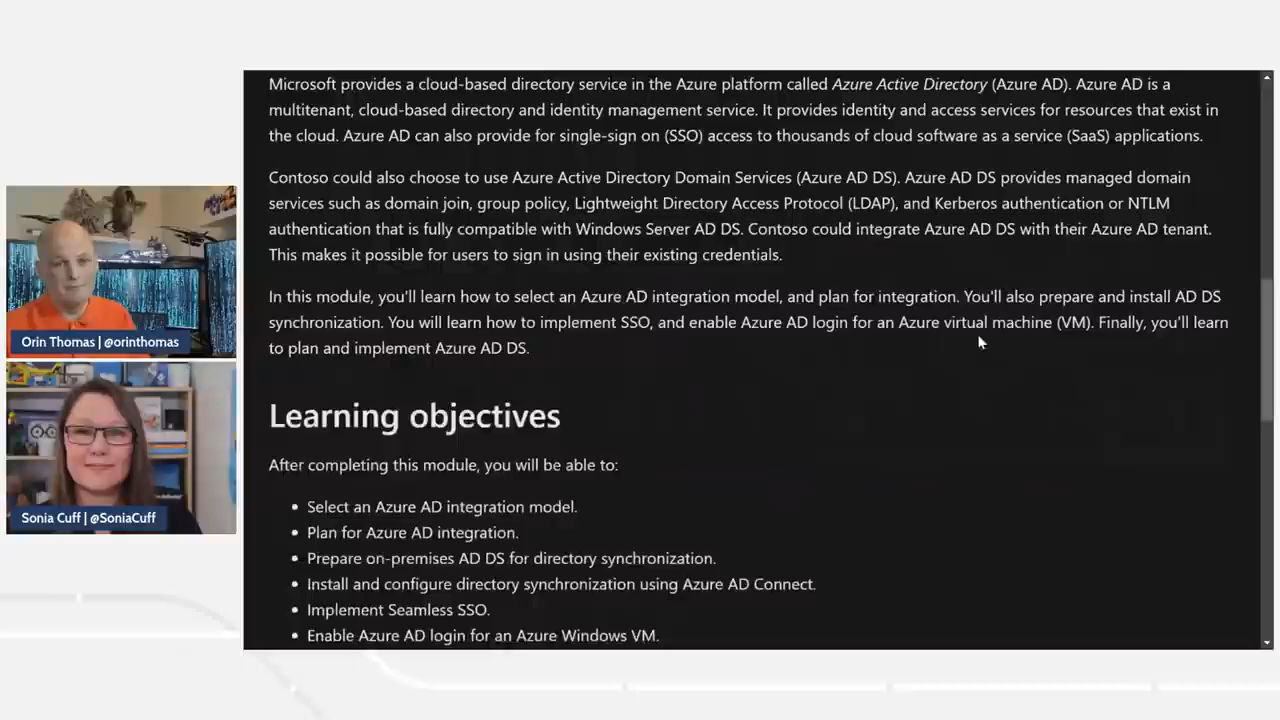 Microsoft provides a cloud-based directory service in the Azure platform called Azure Active Directory (Azure AD). Azure AD is a
multitenant, cloud-based directory and identity management service. It provides identity and access services for resources that exist in
the cloud. Azure AD can also provide for single-sign on (SSO) access to thousands of cloud software as a service (SaaS) applications.
Contoso could also choose to use Azure Active Directory Domain Services (Azure AD DS). Azure AD DS provides managed domain
services such as domain join, group policy, Lightweight Directory Access Protocol (LDAP), and Kerberos authentication or NTLM
authentication that is fully compatible with Windows Server AD DS. Contoso could integrate Azure AD DS with their Azure AD tenant.
This makes it possible for users to sign in using their existing credentials.
In this module, you'll learn how to select an Azure AD integration model, and plan for integration. You'll also prepare and install AD DS
synchronization. You will learn how to implement SSO, and enable Azure AD login for an Azure virtual machine (VM). Finally, you'll learn
to plan and implement Azure AD DS.
Learning objectives
After completing this module, you will be able to:
• Select an Azure AD integration model.
• Plan for Azure AD integration.
• Prepare on-premises AD DS for directory synchronization.
• Install and configure directory synchronization using Azure AD Connect.
• Implement Seamless SSO.
• Enable Azure AD login for an Azure Windows VM.
Orin Thomas | @orinthomas
Sonia Cuff | @SoniaCuff